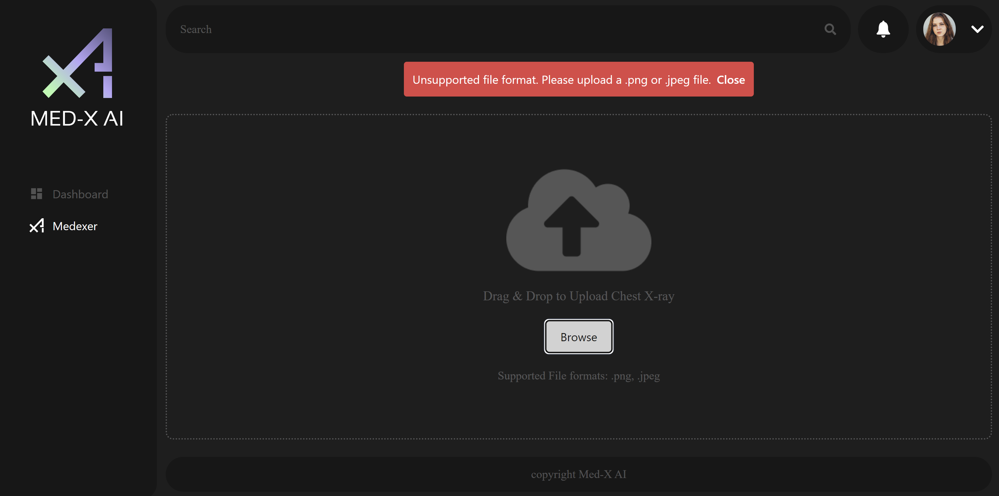 Search
Unsupported file format. Please upload a .png or .jpeg file. Close
MED-X AI
Dashboard
Medexer
Drag & Drop to Upload Chest X-ray
Browse
Supported File formats: .png, .jpeg
copyright Med-X AI